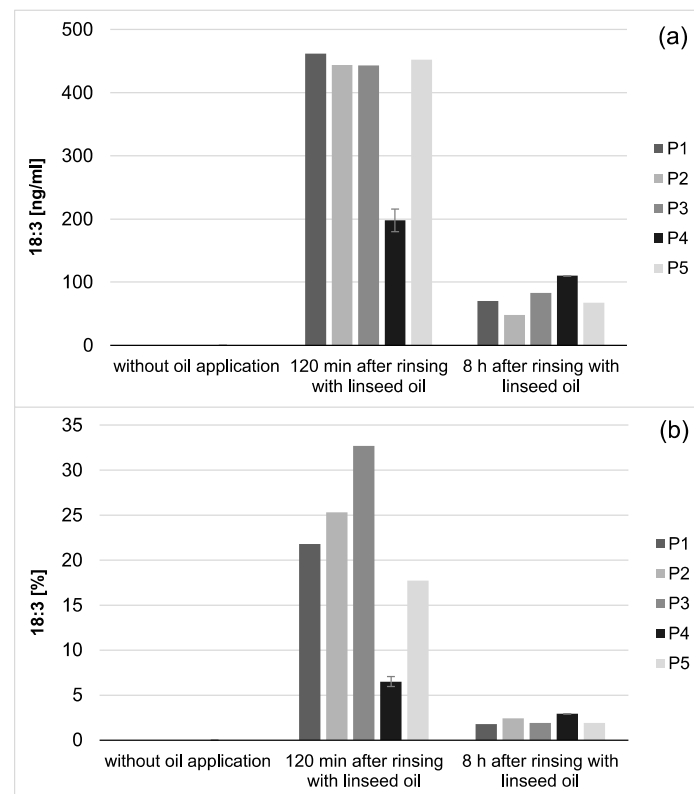 (a)
18:3 [ng/ml]
500
400
300
200
100
0
without oil application
120 min after rinsing
with linseed oil
8 h after rinsing with
linseed oil
P1
P2
P3
P4
P5
(b)
18:3 [%]
35
30
25
20
15
10
5
0
without oil application
120 min after rinsing
with linseed oil
8 h after rinsing with
linseed oil
P1
P2
P3
P4
P5